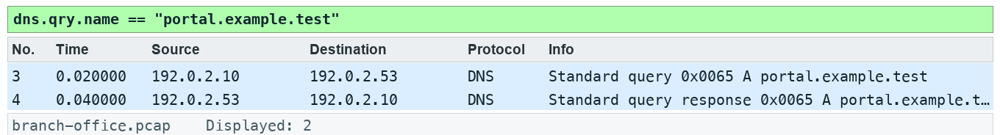 dns.qry.name == "portal.example.test"
No. Time Source Destination Protocol Info
3 0.020000 192.0.2.10 192.0.2.53 DNS Standard query 0x0065 A portal.example.test
4 0.040000 192.0.2.53 192.0.2.10 DNS Standard query response 0x0065 A portal.example.t…
branch-office.pcap Displayed: 2